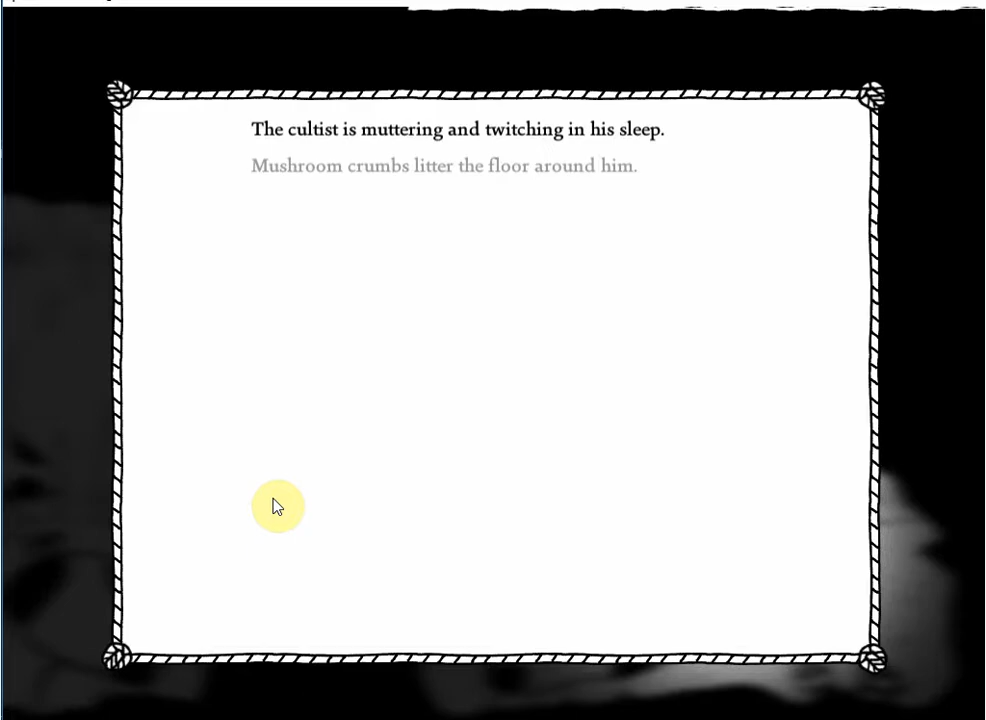 The cultist is muttering and twitching in his sleep.
Mushroom crumbs litter the floor around him.